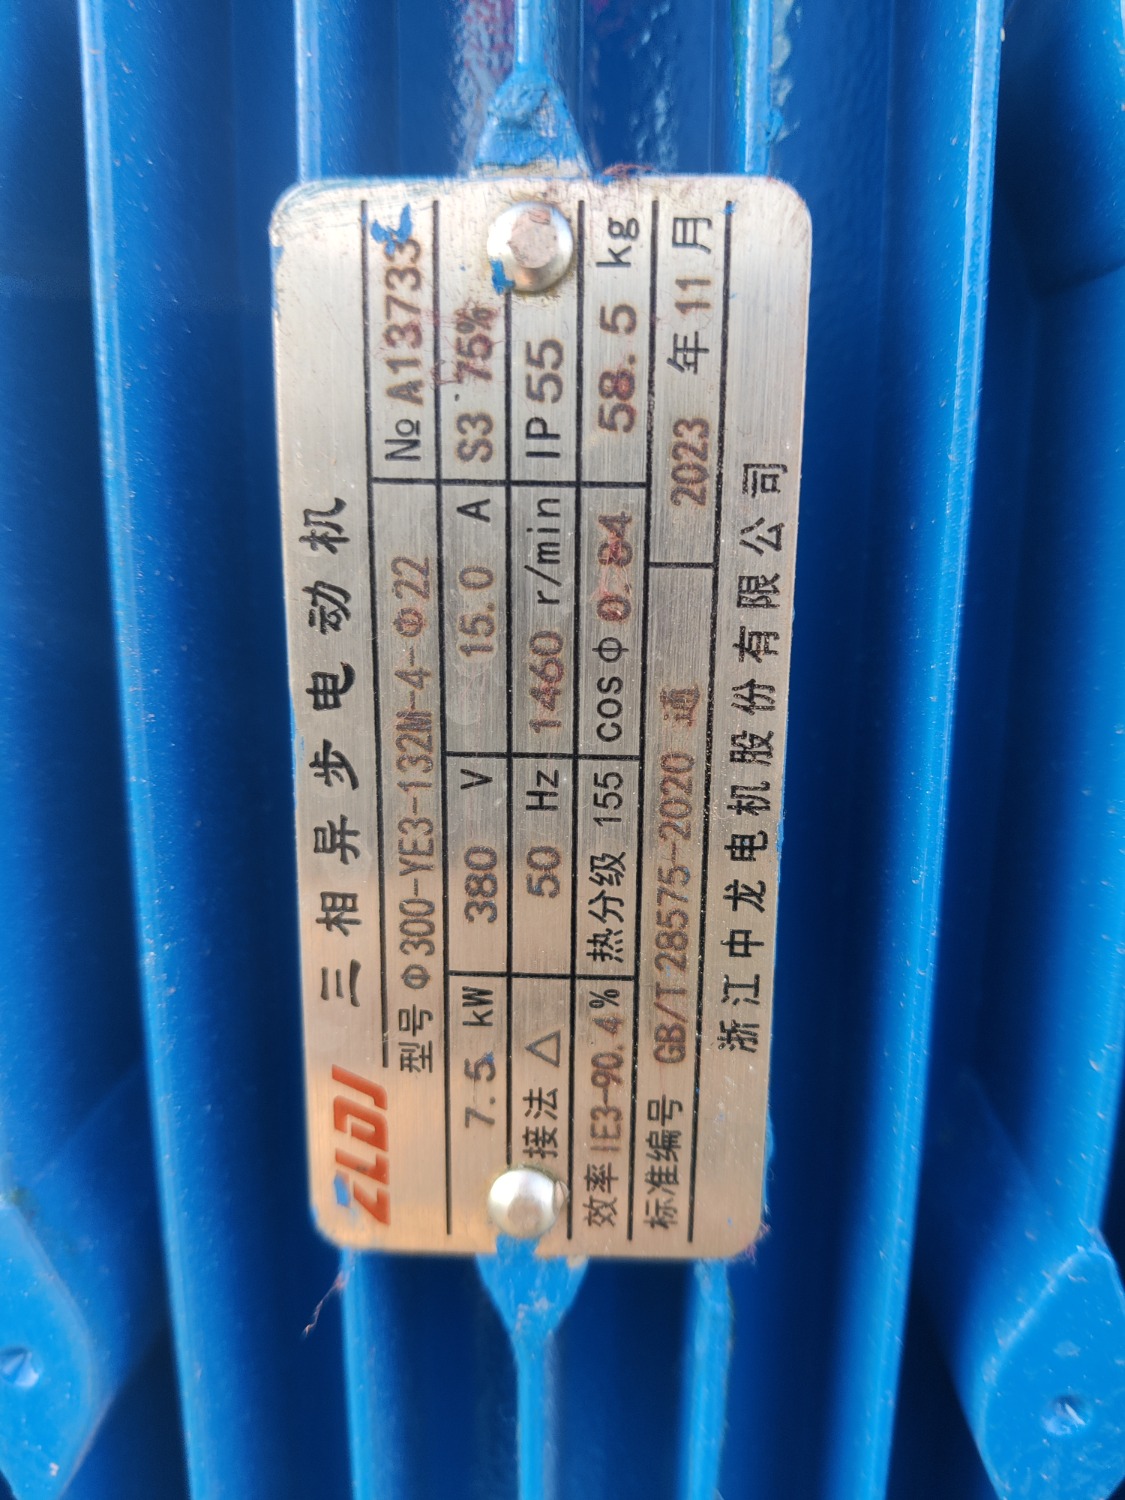 ZLDJ 三相异步电动机
型号 Φ300-YE3-132M-4-Φ22 № A13733
7.5 kW 380 V 15.0 A S3 75%
接法 △ 50 Hz 1460 r/min IP 55
效率 IE3-90.4% 热分级 155 cosΦ 0.84 58.5 kg
标准编号 GB/T 28575-2020 通 2023 年 11 月
浙江中龙电机股份有限公司